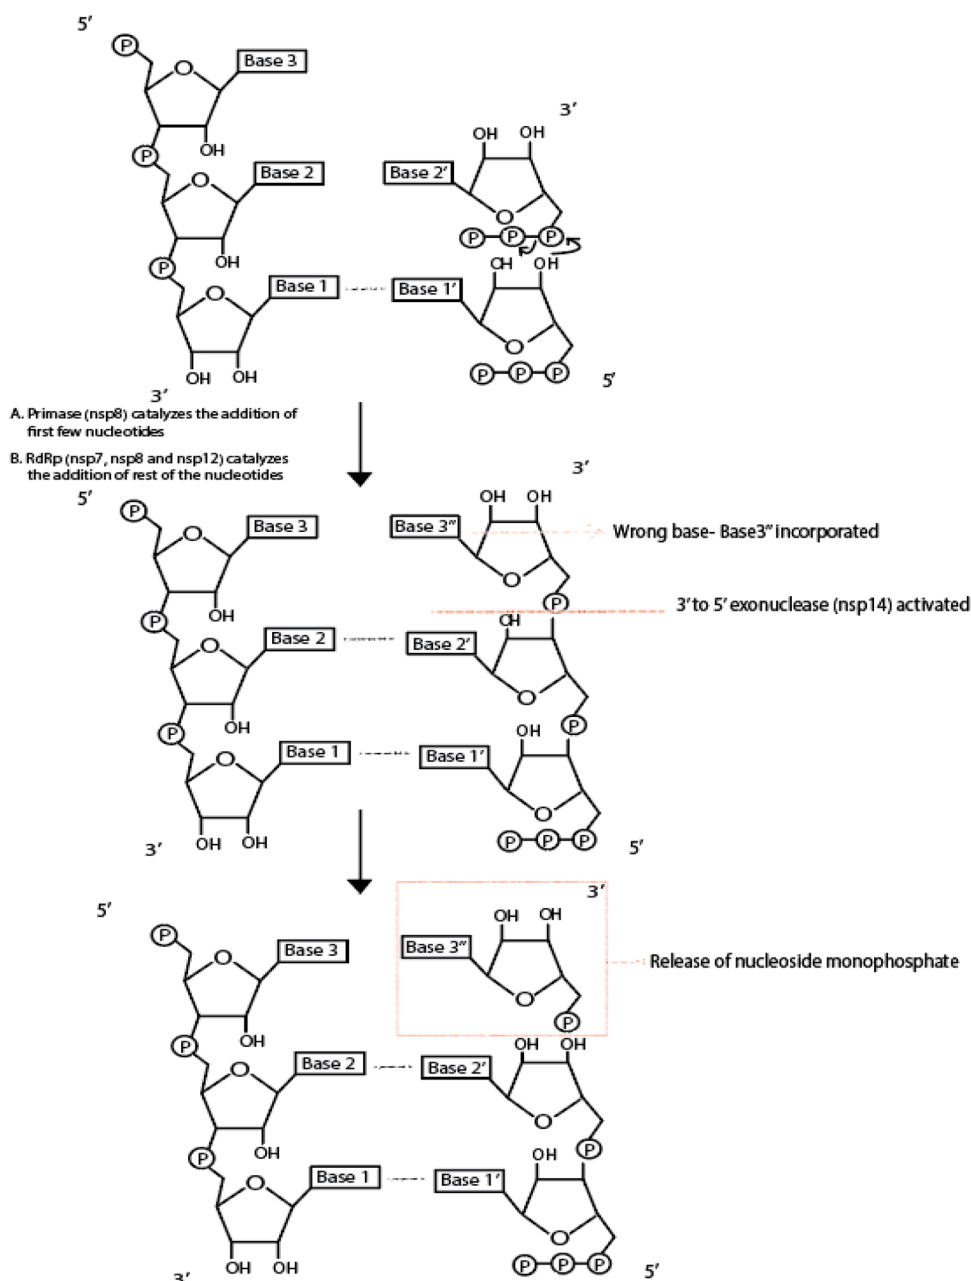 5′
P
Base 3
O
3′
OH
OH OH
P
Base 2
Base 2′
O
O
P P P
OH
OH OH
P
Base 1
Base 1′
O
O
OH OH
P P P
5′
3′
A. Primase (nsp8) catalyzes the addition of
first few nucleotides
B. RdRp (nsp7, nsp8 and nsp12) catalyzes
the addition of rest of the nucleotides
3′
5′
P
OH OH
Base 3
Base 3″
Wrong base- Base3″ incorporated
O
O
P
3′ to 5′ exonuclease (nsp14) activated
OH
OH
P
Base 2
Base 2′
O
O
OH
P
OH
P
Base 1
Base 1′
O
O
OH OH
P P P
3′
5′
3′
5′
OH OH
P
Base 3
Base 3″
Release of nucleoside monophosphate
O
O
P
OH
OH OH
P
Base 2
Base 2′
O
O
OH
P
OH
P
Base 1
Base 1′
O
O
OH OH
P P P
5′
3′